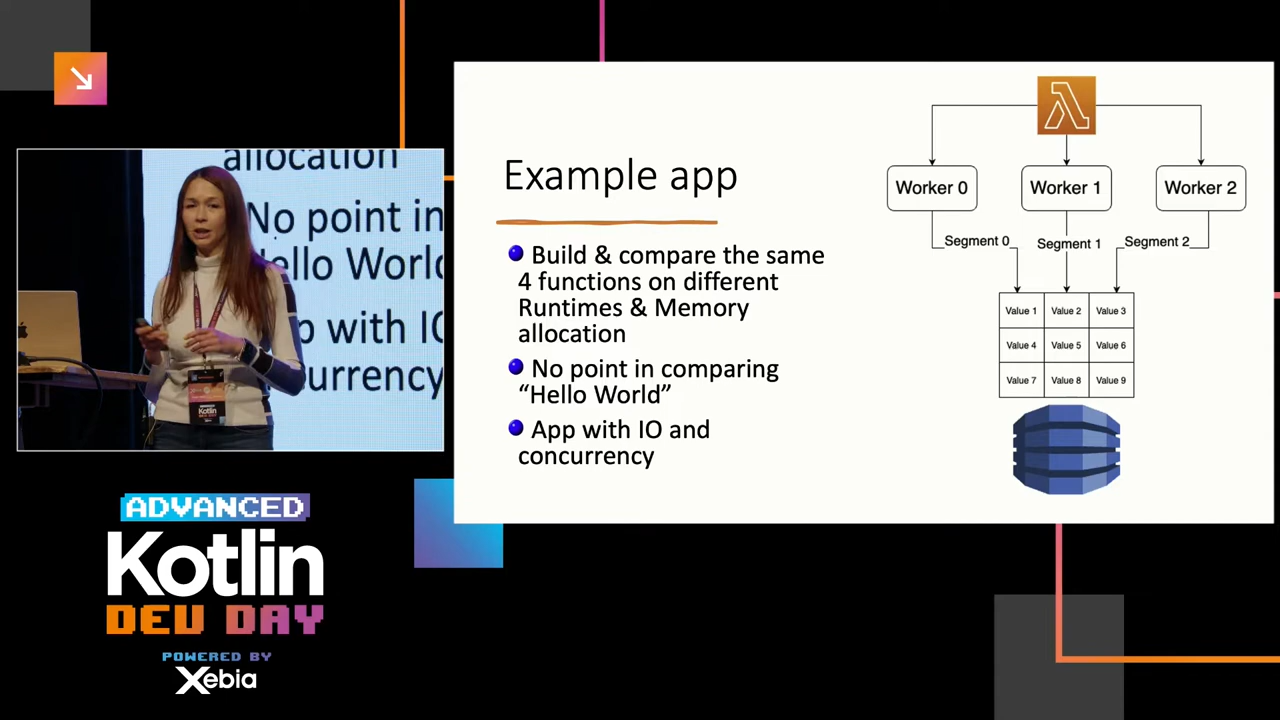 allocation
No point in
Hello World
p with IO
currency
Kotlin
ADVANCED
Kotlin
DEV DAY
POWERED BY
Xebia
Example app
Build & compare the same
4 functions on different
Runtimes & Memory
allocation
No point in comparing
“Hello World”
App with IO and
concurrency
Worker 0
Worker 1
Worker 2
Segment 0
Segment 1
Segment 2
Value 1 Value 2 Value 3
Value 4 Value 5 Value 6
Value 7 Value 8 Value 9